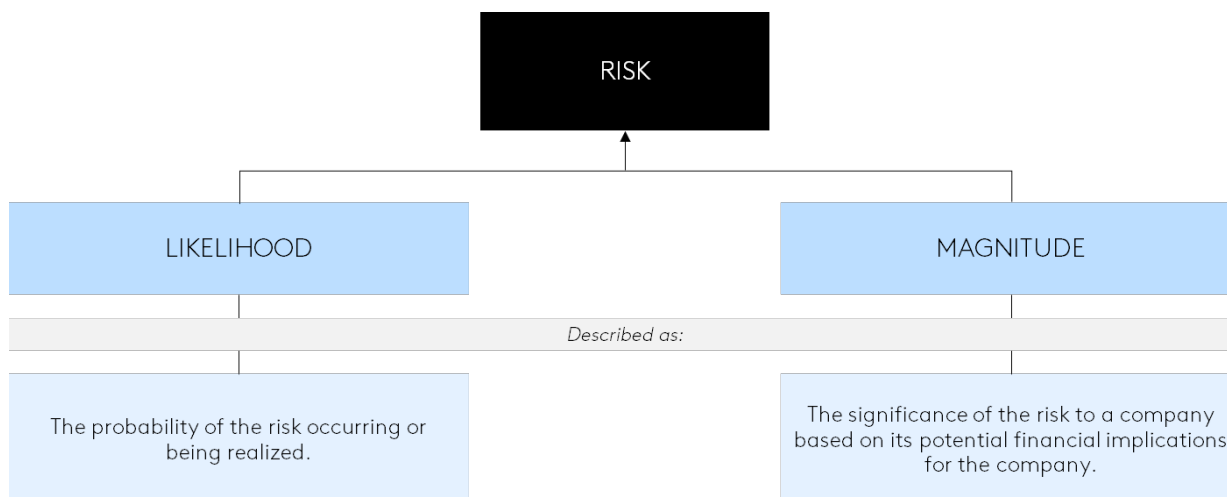 RISK
LIKELIHOOD
MAGNITUDE
Described as:
The probability of the risk occurring or
being realized.
The significance of the risk to a company
based on its potential financial implications
for the company.